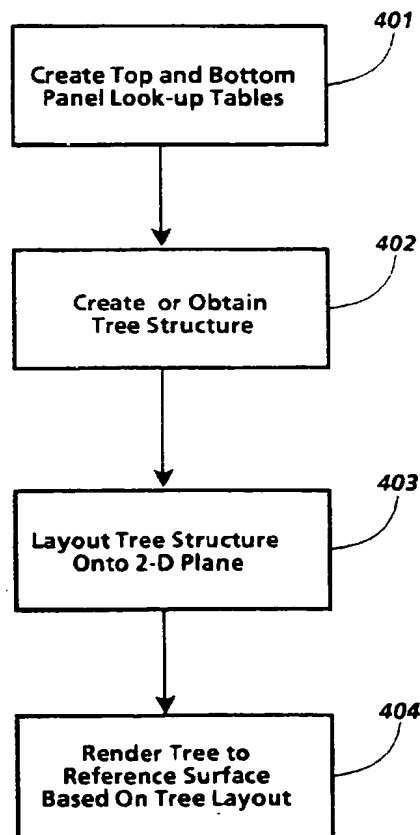 401
Create Top and Bottom
Panel Look-up Tables
402
Create or Obtain
Tree Structure
403
Layout Tree Structure
Onto 2-D Plane
404
Render Tree to
Reference Surface
Based On Tree Layout